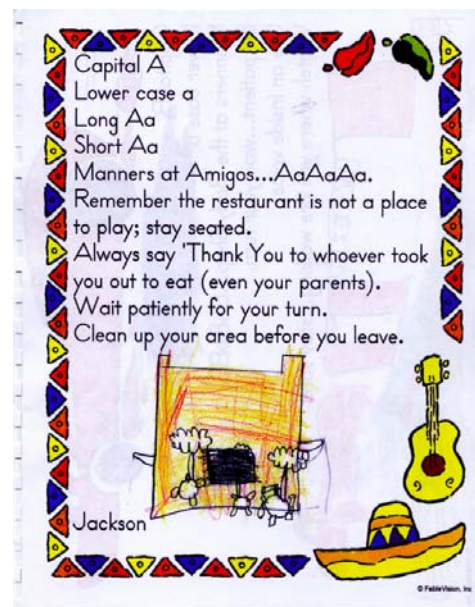 Capital A
Lower case a
Long Aa
Short Aa
Manners at Amigos...AaAaAa.
Remember the restaurant is not a place
to play; stay seated.
Always say 'Thank You to whoever took
you out to eat (even your parents).
Wait patiently for your turn.
Clean up your area before you leave.
Jackson
© FableVision, Inc